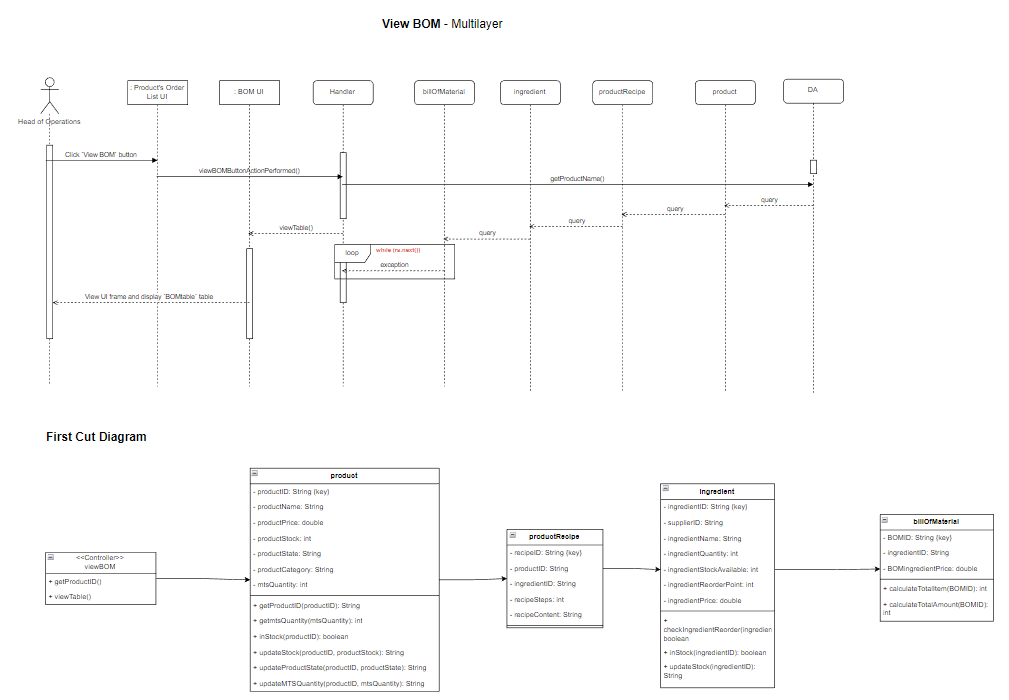 View BOM - Multilayer
: Product's Order
List UI
: BOM UI
Handler
billOfMaterial
ingredient
productRecipe
product
DA
Head of Operations
Click `View BOM` button
viewBOMButtonActionPerformed()
getProductName()
query
query
query
query
viewTable()
loop
while (rs.next())
exception
View UI frame and display `BOMtable` table
First Cut Diagram
<<Controller>>
viewBOM
+ getProductID()
+ viewTable()
product
- productID: String {key}
- productName: String
- productPrice: double
- productStock: int
- productState: String
- productCategory: String
- mtsQuantity: int
+ getProductID(productID): String
+ getmtsQuantity(mtsQuantity): int
+ inStock(productID): boolean
+ updateStock(productID, productStock): String
+ updateProductState(productID, productState): String
+ updateMTSQuantity(productID, mtsQuantity): String
productRecipe
- recipeID: String {key}
- productID: String
- ingredientID: String
- recipeSteps: int
- recipeContent: String
ingredient
- ingredientID: String {key}
- supplierID: String
- ingredientName: String
- ingredientQuantity: int
- ingredientStockAvailable: int
- ingredientReorderPoint: int
- ingredientPrice: double
+
checkIngredientReorder(ingredien
boolean
+ inStock(ingredientID): boolean
+ updateStock(ingredientID):
String
billOfMaterial
- BOMID: String {key}
- ingredientID: String
- BOMingredientPrice: double
+ calculateTotalItem(BOMID): int
+ calculateTotalAmount(BOMID):
int